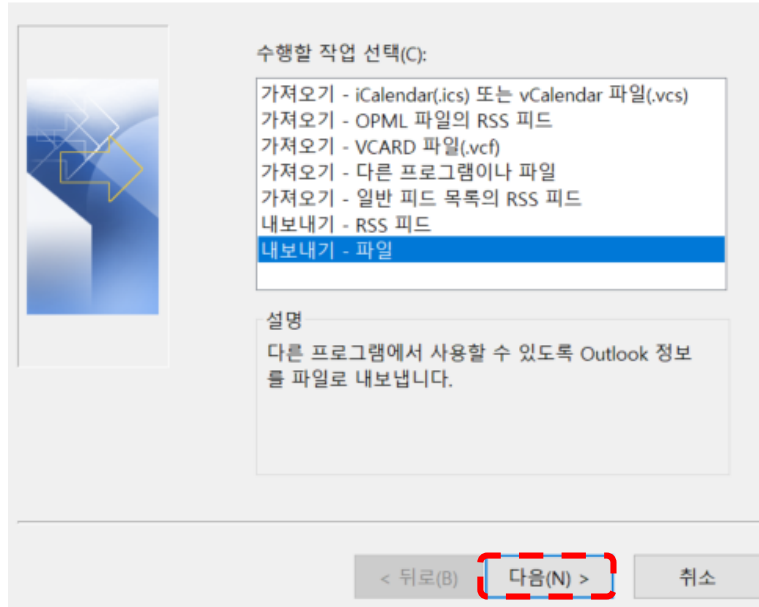 수행할 작업 선택(C):
가져오기 - iCalendar(.ics) 또는 vCalendar 파일(.vcs)
가져오기 - OPML 파일의 RSS 피드
가져오기 - VCARD 파일(.vcf)
가져오기 - 다른 프로그램이나 파일
가져오기 - 일반 피드 목록의 RSS 피드
내보내기 - RSS 피드
내보내기 - 파일
설명
다른 프로그램에서 사용할 수 있도록 Outlook 정보
를 파일로 내보냅니다.
< 뒤로(B) 다음(N) > 취소